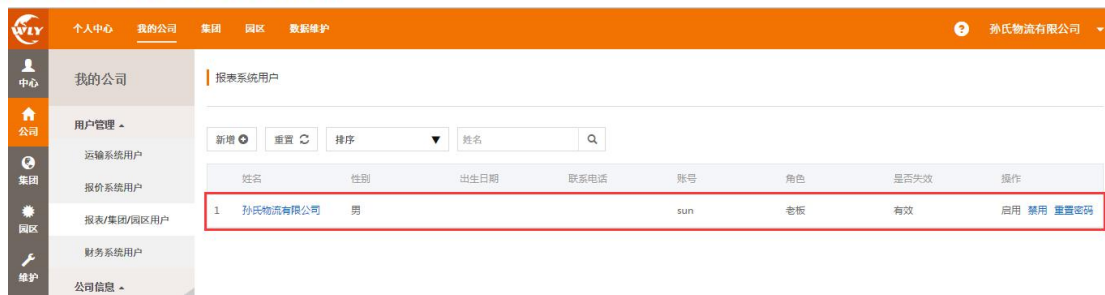 WLY 个人中心 我的公司 集团 园区 数据维护 ? 孙氏物流有限公司
中心
公司
集团
园区
维护
我的公司
用户管理
运输系统用户
报价系统用户
报表/集团/园区用户
财务系统用户
公司信息
报表系统用户
新增 重置 排序 姓名
姓名 性别 出生日期 联系电话 账号 角色 是否失效 操作
1 孙氏物流有限公司 男 sun 老板 有效 启用 禁用 重置密码